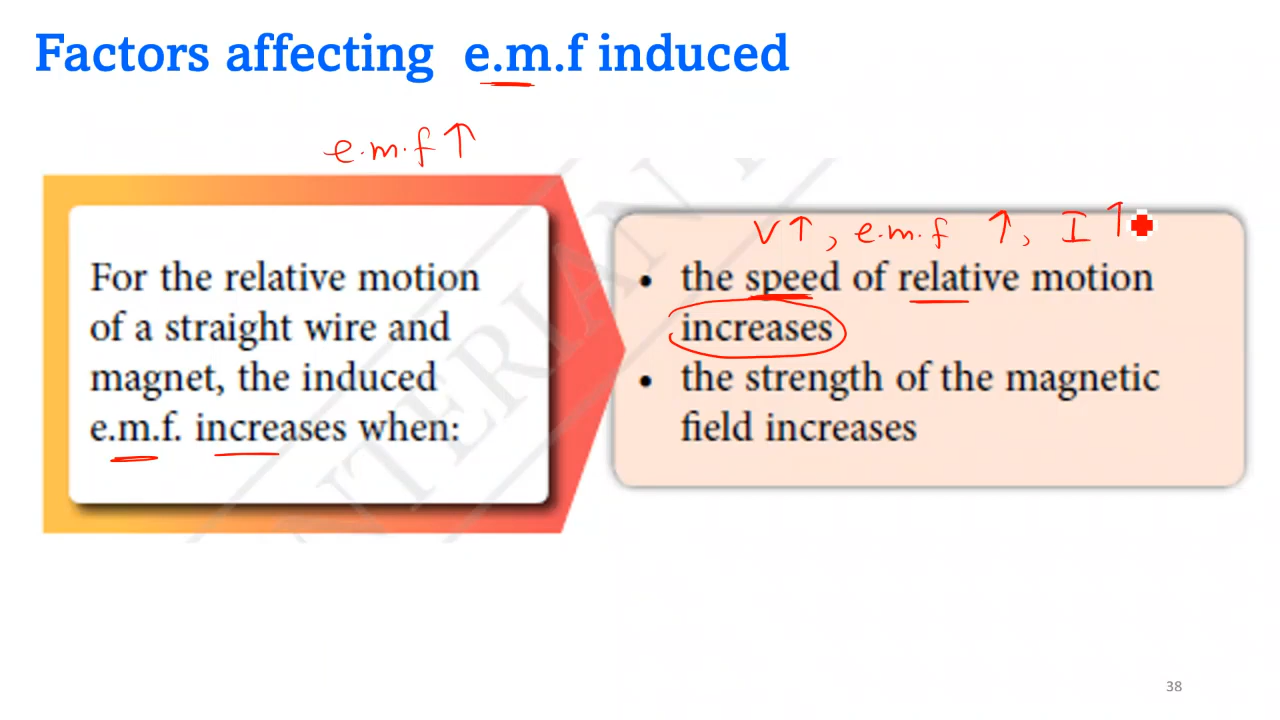 Factors affecting e.m.f induced
e.m.f ↑
For the relative motion
of a straight wire and
magnet, the induced
e.m.f. increases when:
V↑, e.m.f ↑, I ↑
• the speed of relative motion
increases
• the strength of the magnetic
field increases
38